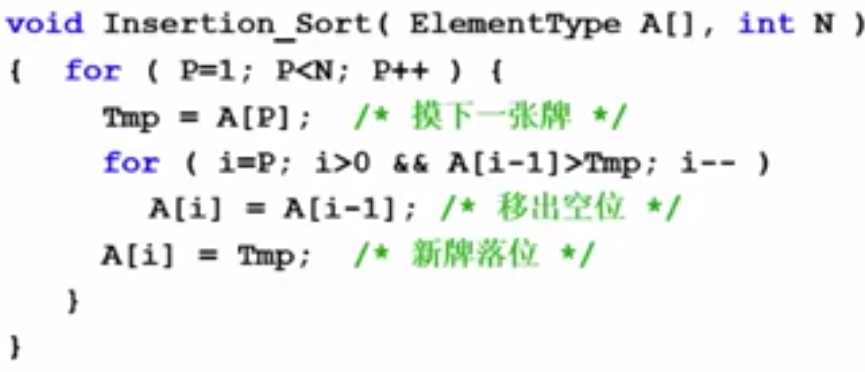 void Insertion_Sort( ElementType A[], int N )
{ for ( P=1; P<N; P++ ) {
Tmp = A[P]; /* 摸下一张牌 */
for ( i=P; i>0 && A[i-1]>Tmp; i-- )
A[i] = A[i-1]; /* 移出空位 */
A[i] = Tmp; /* 新牌落位 */
}
}